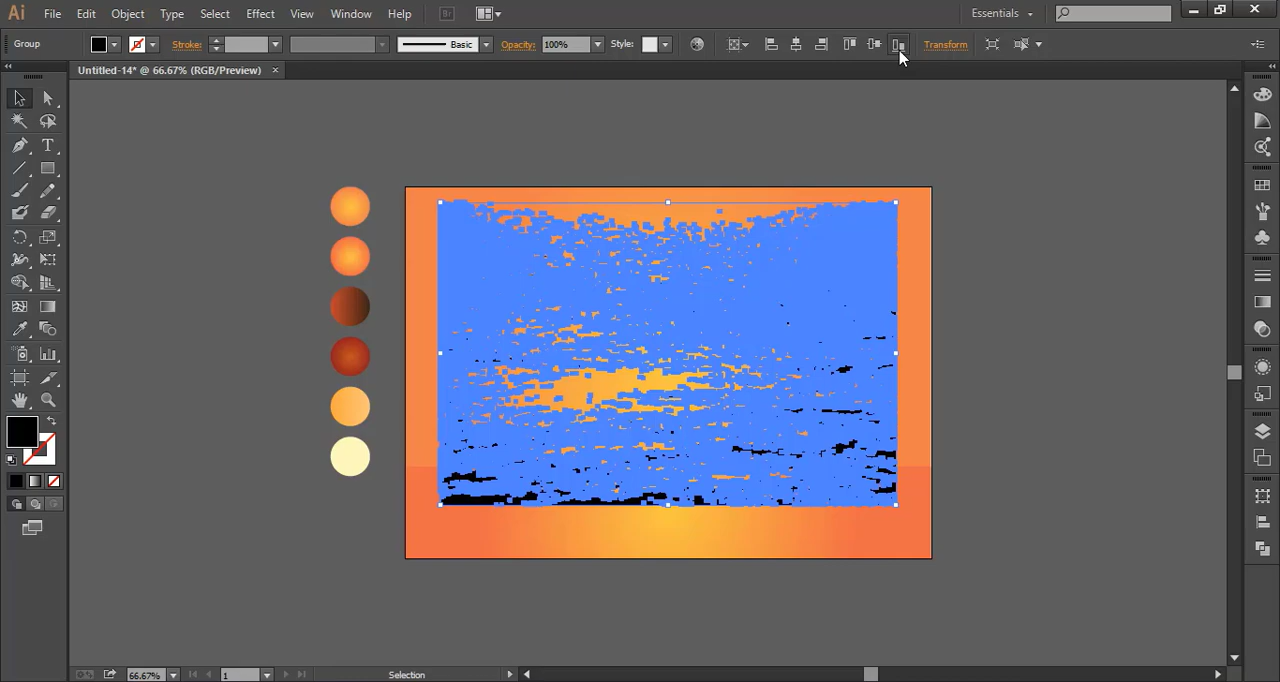 Ai File Edit Object Type Select Effect View Window Help Br Essentials
Group Stroke: Basic Opacity: 100% Style: Transform
Untitled-14* @ 66.67% (RGB/Preview) ×
T
66.67% 1 Selection